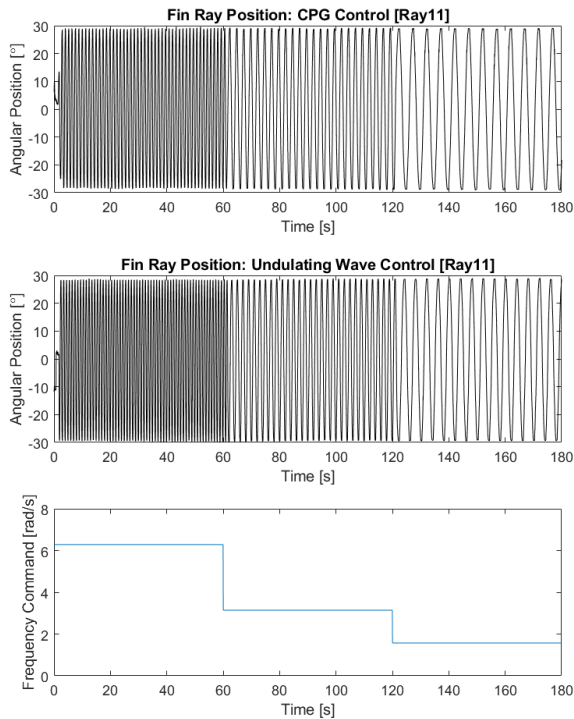 Fin Ray Position: CPG Control [Ray11]
Angular Position [°]
30
20
10
0
-10
-20
-30
0 20 40 60 80 100 120 140 160 180
Time [s]
Fin Ray Position: Undulating Wave Control [Ray11]
Angular Position [°]
30
20
10
0
-10
-20
-30
0 20 40 60 80 100 120 140 160 180
Time [s]
Frequency Command [rad/s]
8
6
4
2
0
0 20 40 60 80 100 120 140 160 180
Time [s]